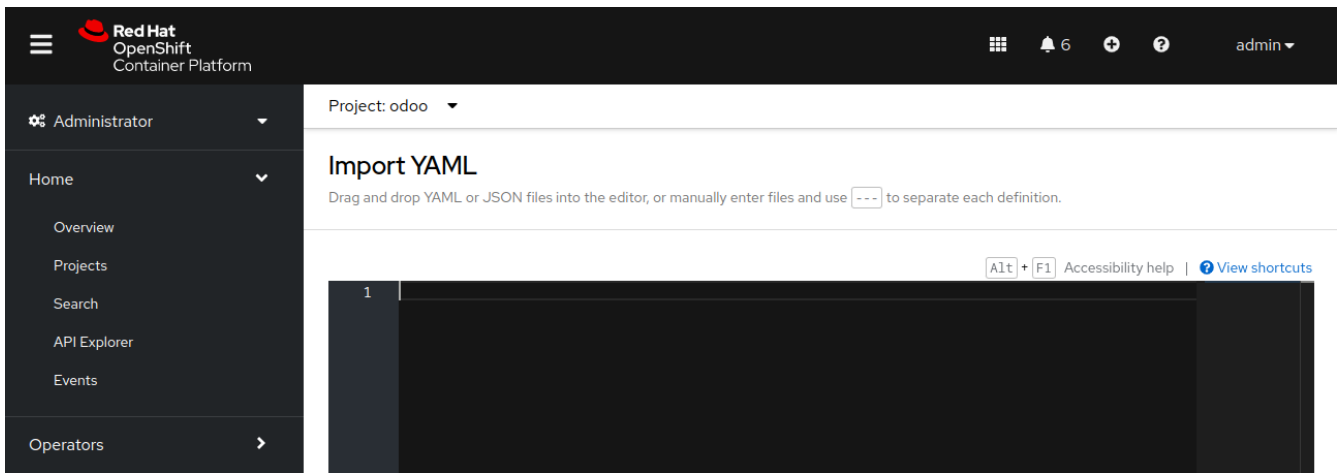 Red Hat
OpenShift
Container Platform
6
admin
Administrator
Project: odoo
Home
Import YAML
Drag and drop YAML or JSON files into the editor, or manually enter files and use --- to separate each definition.
Overview
Projects
Search
API Explorer
Events
Operators
Alt + F1 Accessibility help | View shortcuts
1